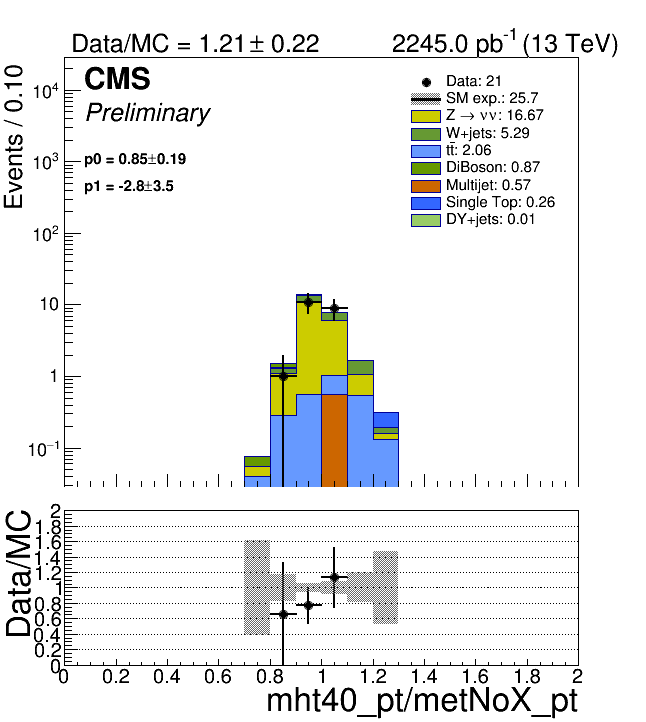 Data/MC = 1.21 ± 0.22 2245.0 pb⁻¹ (13 TeV)
CMS
Preliminary
p0 = 0.85±0.19
p1 = -2.8±3.5
Data: 21
SM exp.: 25.7
Z → νν: 16.67
W+jets: 5.29
tt̄: 2.06
DiBoson: 0.87
Multijet: 0.57
Single Top: 0.26
DY+jets: 0.01
Events / 0.10
10⁴
10³
10²
10
1
10⁻¹
Data/MC
2
1.8
1.6
1.4
1.2
1
0.8
0.6
0.4
0.2
0
0 0.2 0.4 0.6 0.8 1 1.2 1.4 1.6 1.8 2
mht40_pt/metNoX_pt